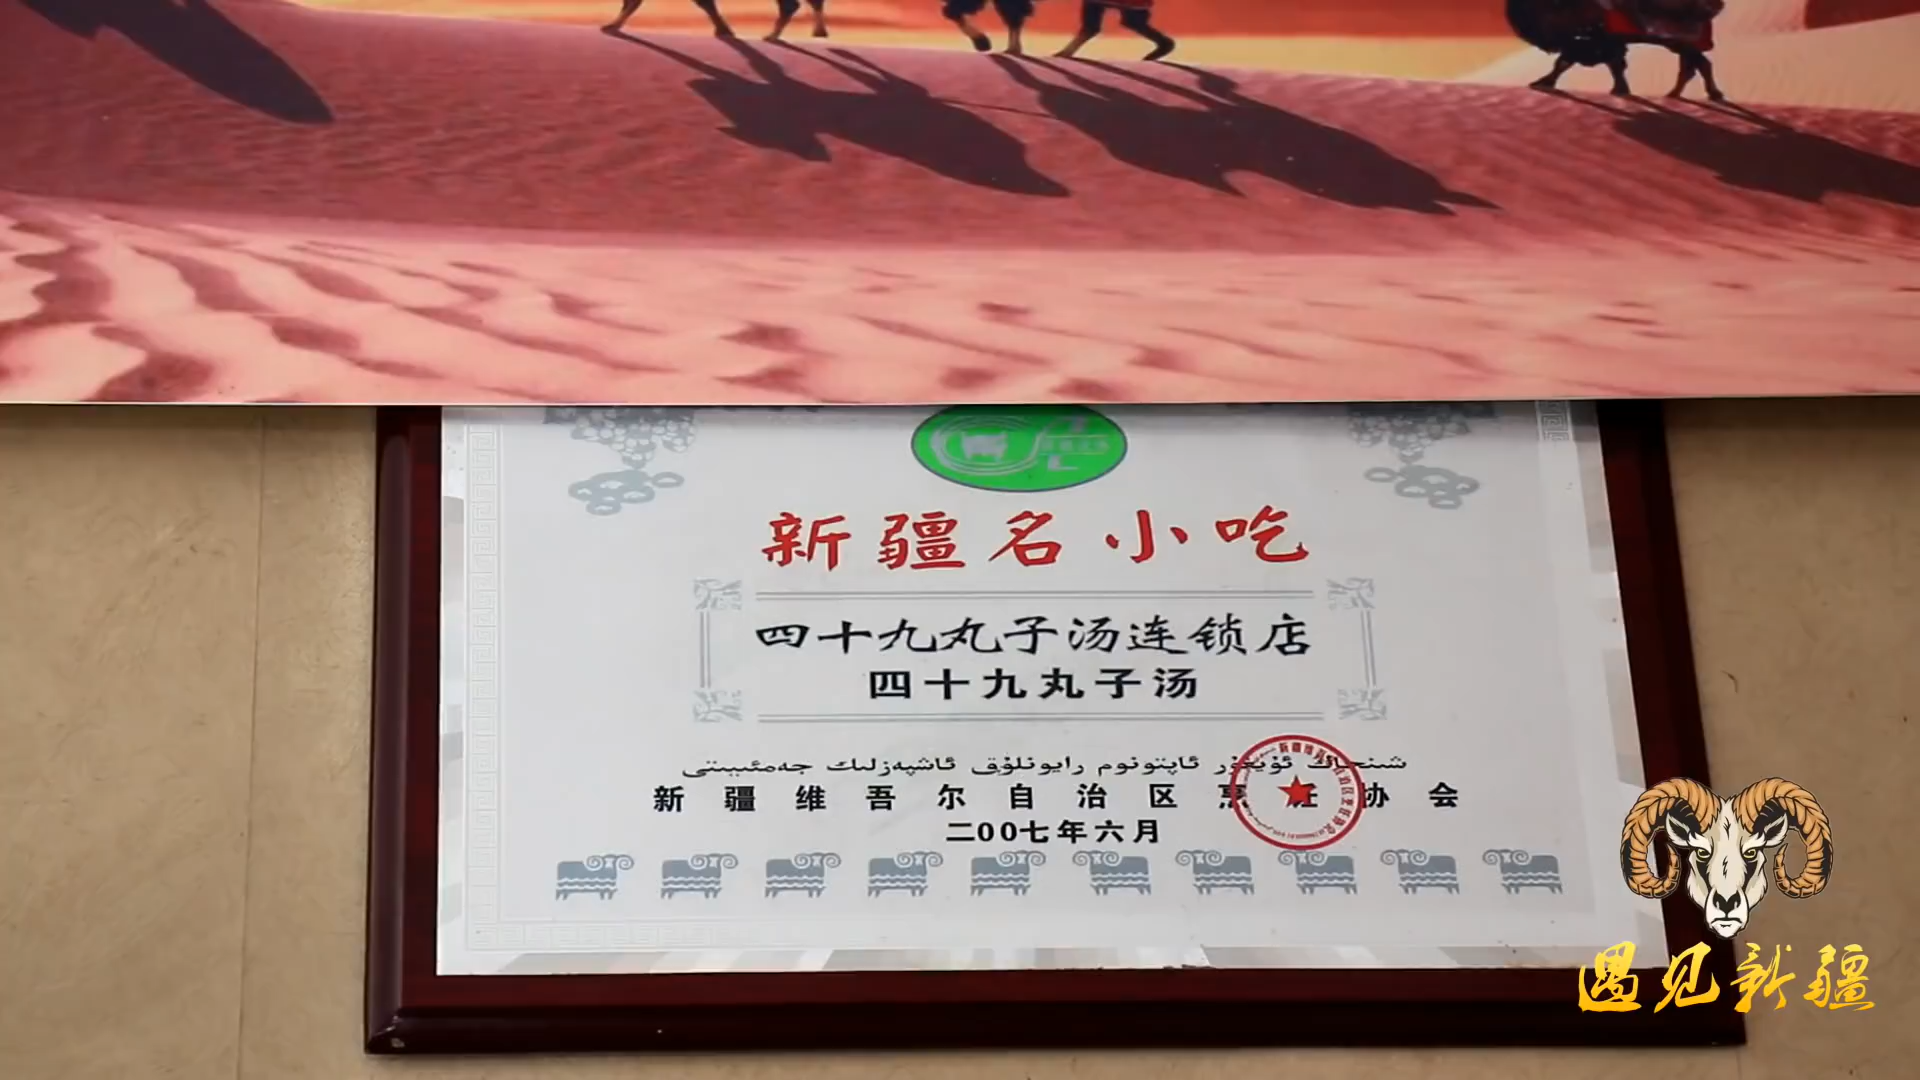 新疆名小吃
四十九丸子汤连锁店
四十九丸子汤
شىنجاڭ ئۇيغۇر ئاپتونوم رايونلۇق ئاشپەزلىك جەمئىيىتى
新疆维吾尔自治区烹饪协会
二00七年六月
遇见新疆